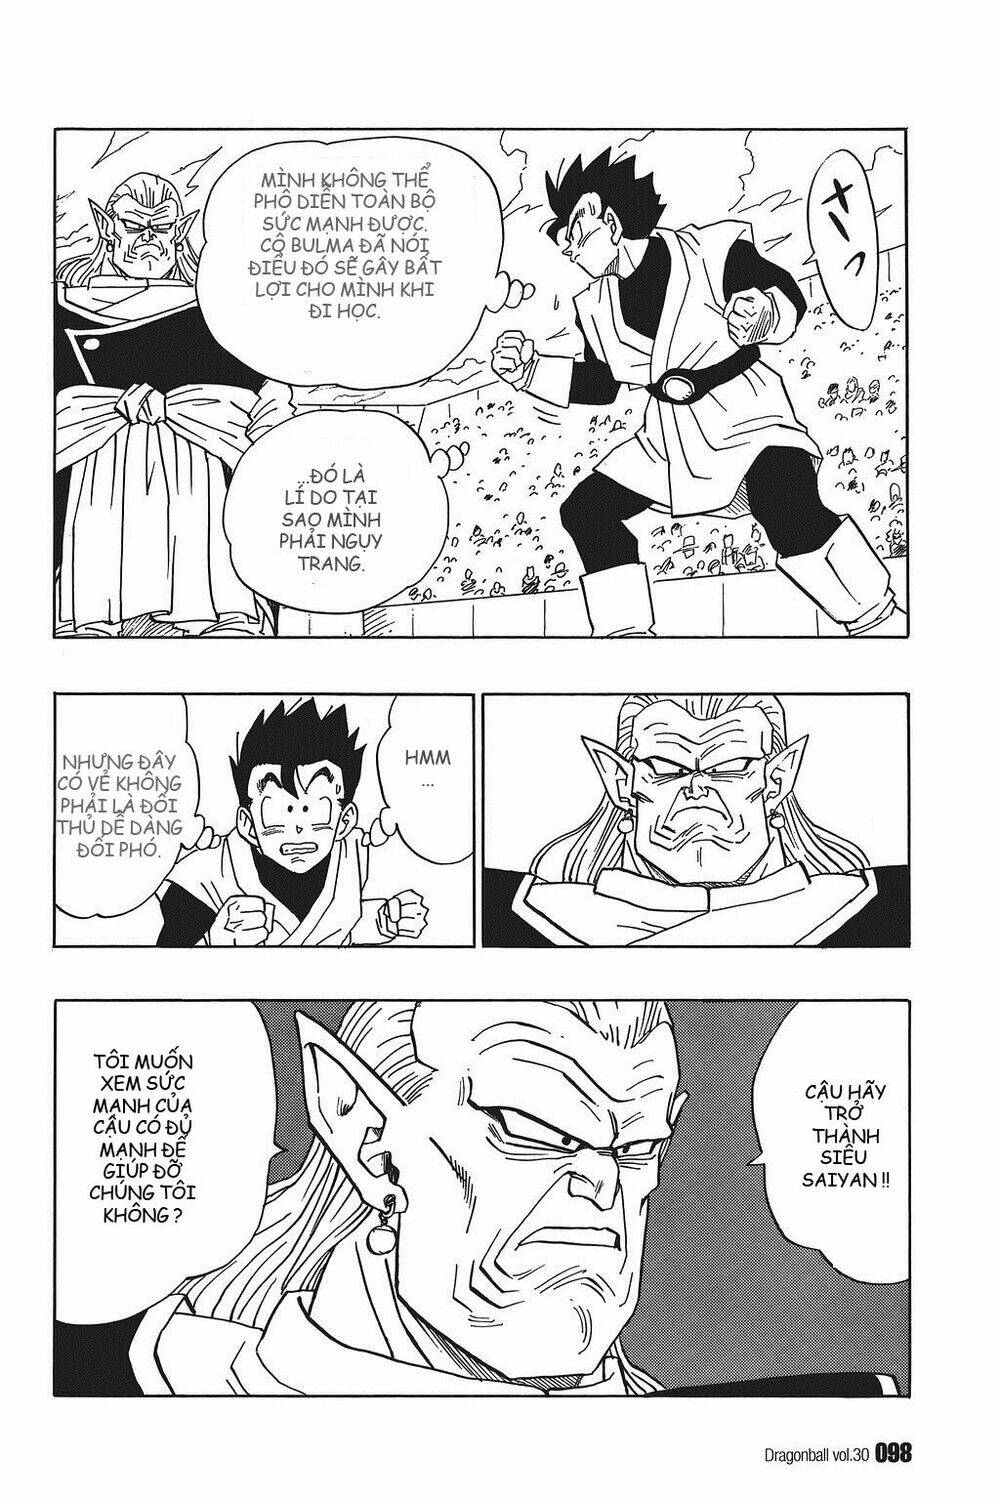 MÌNH KHÔNG THỂ
PHÔ DIỄN TOÀN BỘ
SỨC MẠNH ĐƯỢC.
CÔ BULMA ĐÃ NÓI
ĐIỀU ĐÓ SẼ GÂY BẤT
LỢI CHO MÌNH KHI
ĐI HỌC.
...ĐÓ LÀ
LÍ DO TẠI
SAO MÌNH
PHẢI NGUY
TRANG.
HMM
...
NHƯNG ĐÂY
CÓ VẺ KHÔNG
PHẢI LÀ ĐỐI
THỦ DỄ DÀNG
ĐỐI PHÓ.
CẬU HÃY
TRỞ
THÀNH
SIÊU
SAIYAN !!
TÔI MUỐN
XEM SỨC
MẠNH CỦA
CẬU CÓ ĐỦ
MẠNH ĐỂ
GIÚP ĐỠ
CHÚNG TÔI
KHÔNG ?
Dragonball vol.30 098